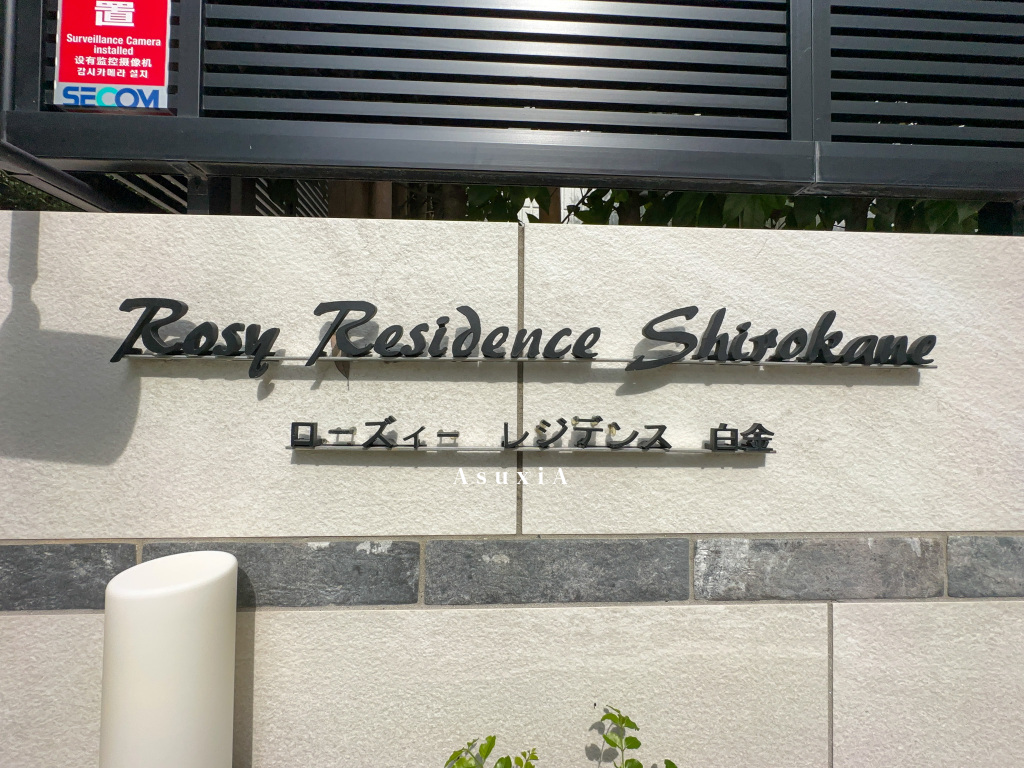 置
Surveillance Camera
installed
设有监控摄像机
감시카메라 설치
SECOM
Rosy Residence Shirokane
ローズィー レジデンス 白金
AsuxiA